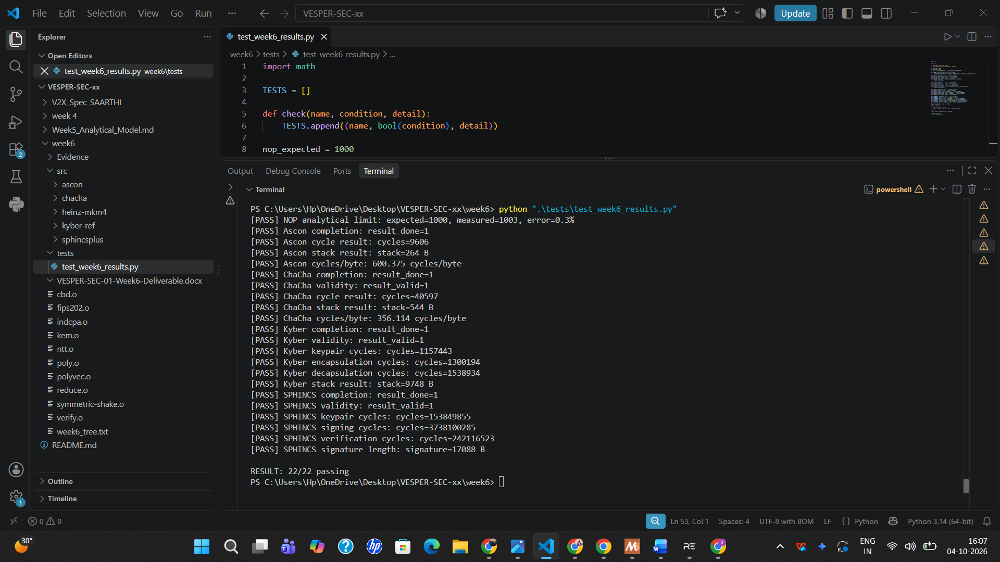 File Edit Selection View Go Run ...
VESPER-SEC-xx
Update
Explorer
Open Editors
test_week6_results.py week6\tests
VESPER-SEC-xx
V2X_Spec_SAARTHI
week 4
Week5_Analytical_Model.md
week6
Evidence
src
ascon
chacha
heinz-mkm4
kyber-ref
sphincsplus
tests
test_week6_results.py
VESPER-SEC-01-Week6-Deliverable.docx
cbd.o
fips202.o
indcpa.o
kem.o
ntt.o
poly.o
polyvec.o
reduce.o
symmetric-shake.o
verify.o
week6_tree.txt
README.md
Outline
Timeline
2
1
test_week6_results.py
week6 > tests > test_week6_results.py > ...
1 import math
2
3 TESTS = []
4
5 def check(name, condition, detail):
6 TESTS.append((name, bool(condition), detail))
7
8 nop_expected = 1000
Output Debug Console Ports Terminal
Terminal
powershell
PS C:\Users\Hp\OneDrive\Desktop\VESPER-SEC-xx\week6> python ".\tests\test_week6_results.py"
[PASS] NOP analytical limit: expected=1000, measured=1003, error=0.3%
[PASS] Ascon completion: result_done=1
[PASS] Ascon cycle result: cycles=9606
[PASS] Ascon stack result: stack=264 B
[PASS] Ascon cycles/byte: 600.375 cycles/byte
[PASS] ChaCha completion: result_done=1
[PASS] ChaCha validity: result_valid=1
[PASS] ChaCha cycle result: cycles=40597
[PASS] ChaCha stack result: stack=544 B
[PASS] ChaCha cycles/byte: 356.114 cycles/byte
[PASS] Kyber completion: result_done=1
[PASS] Kyber validity: result_valid=1
[PASS] Kyber keypair cycles: cycles=1157443
[PASS] Kyber encapsulation cycles: cycles=1300194
[PASS] Kyber decapsulation cycles: cycles=1538934
[PASS] Kyber stack result: stack=9748 B
[PASS] SPHINCS completion: result_done=1
[PASS] SPHINCS validity: result_valid=1
[PASS] SPHINCS keypair cycles: cycles=153849855
[PASS] SPHINCS signing cycles: cycles=3738100285
[PASS] SPHINCS verification cycles: cycles=242116523
[PASS] SPHINCS signature length: signature=17088 B
RESULT: 22/22 passing
PS C:\Users\Hp\OneDrive\Desktop\VESPER-SEC-xx\week6>
0 0
Ln 53, Col 1 Spaces: 4 UTF-8 with BOM LF {} Python Python 3.14 (64-bit)
30°
ENG
IN
16:07
04-10-2026